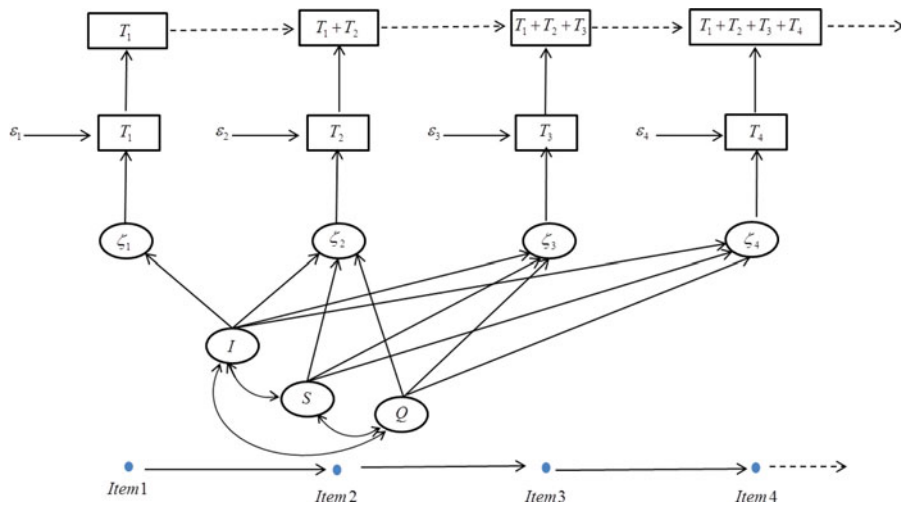 T₁ T₁ + T₂ T₁ + T₂ + T₃ T₁ + T₂ + T₃ + T₄
ε₁ T₁ ε₂ T₂ ε₃ T₃ ε₄ T₄
ζ₁ ζ₂ ζ₃ ζ₄
I
S
Q
Item1 Item2 Item3 Item4